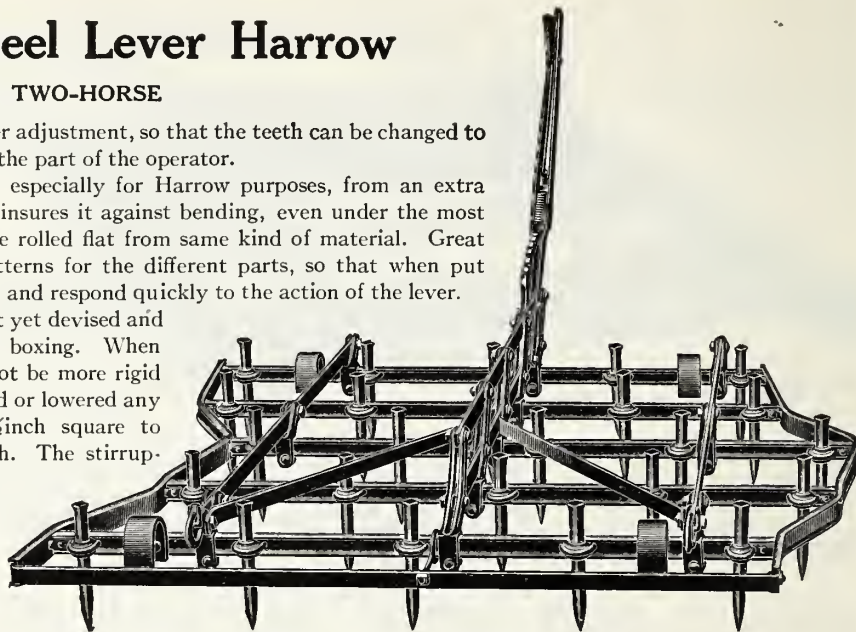 eel Lever Harrow
TWO-HORSE
r adjustment, so that the teeth can be changed to
the part of the operator.
especially for Harrow purposes, from an extra
insures it against bending, even under the most
e rolled flat from same kind of material. Great
tterns for the different parts, so that when put
and respond quickly to the action of the lever.
t yet devised and
boxing. When
ot be more rigid
d or lowered any
inch square to
h. The stirrup-